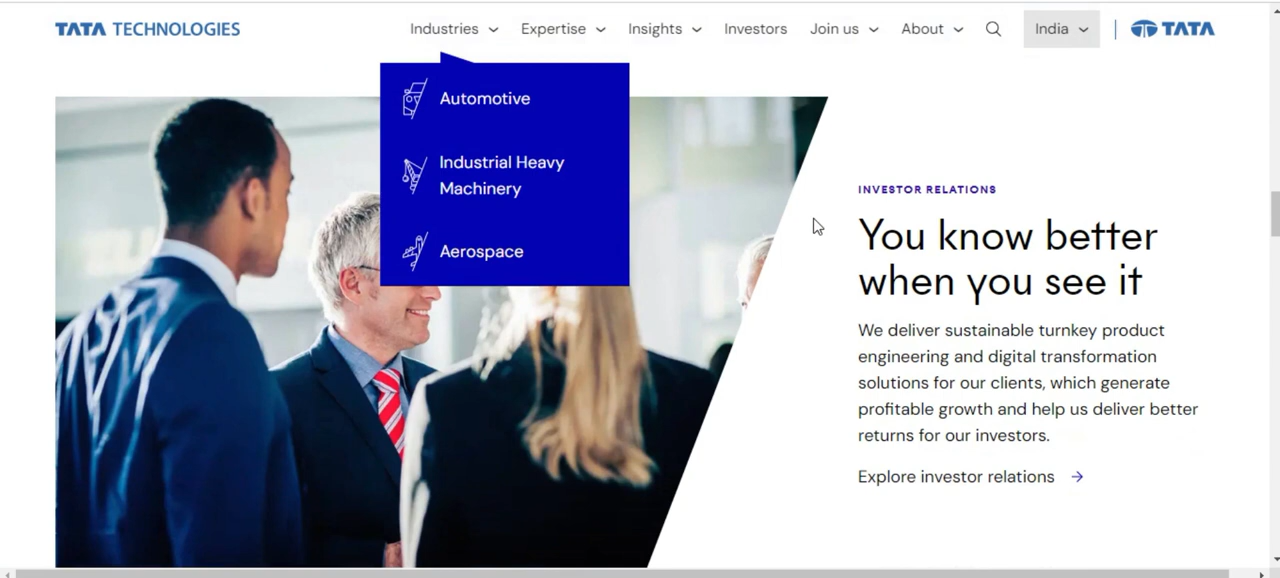 TATA TECHNOLOGIES
Industries
Expertise
Insights
Investors
Join us
About
India
TATA
Automotive
Industrial Heavy
Machinery
Aerospace
INVESTOR RELATIONS
You know better
when you see it
We deliver sustainable turnkey product
engineering and digital transformation
solutions for our clients, which generate
profitable growth and help us deliver better
returns for our investors.
Explore investor relations